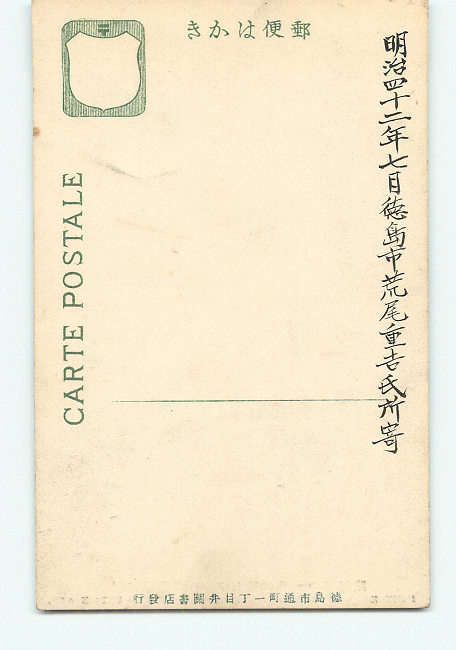 郵便はかき
明治四十二年七月徳島市荒尾重吉氏所寄
CARTE POSTALE
徳島市通町一丁目井關書店發行